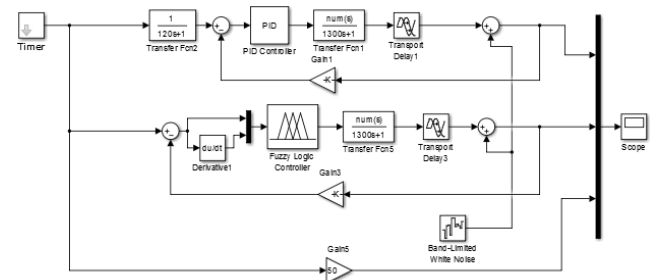 Timer
1
120s+1
Transfer Fcn2
PID
PID Controller
num(s)
1300s+1
Transfer Fcn1
Transport
Delay1
Gain1
-K-
du/dt
Derivative1
Fuzzy Logic
Controller
num(s)
1300s+1
Transfer Fcn5
Transport
Delay3
Gain3
-K-
Scope
Band-Limited
White Noise
Gain5
50